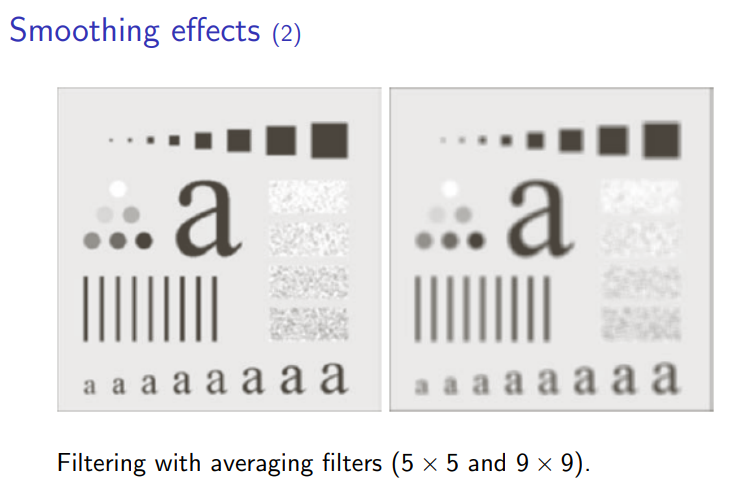 Smoothing effects (2)
a
a
a a a a a a a a
a a a a a a a a
Filtering with averaging filters (5 × 5 and 9 × 9).